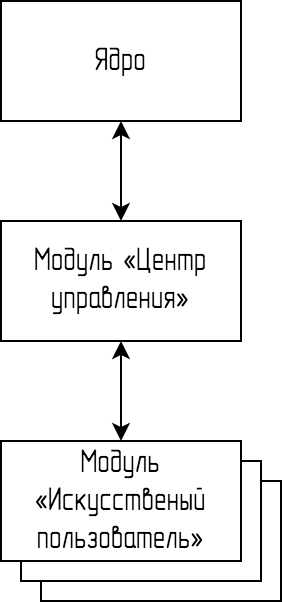 Ядро
Модуль «Центр
управления»
Модуль
«Искусственый
пользователь»